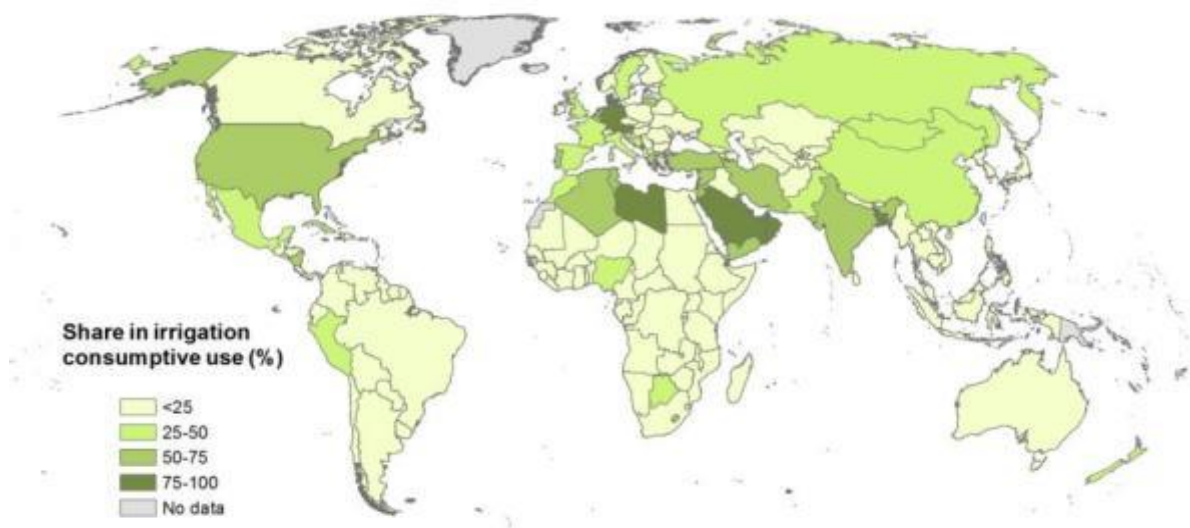 Share in irrigation
consumptive use (%)
<25
25-50
50-75
75-100
No data